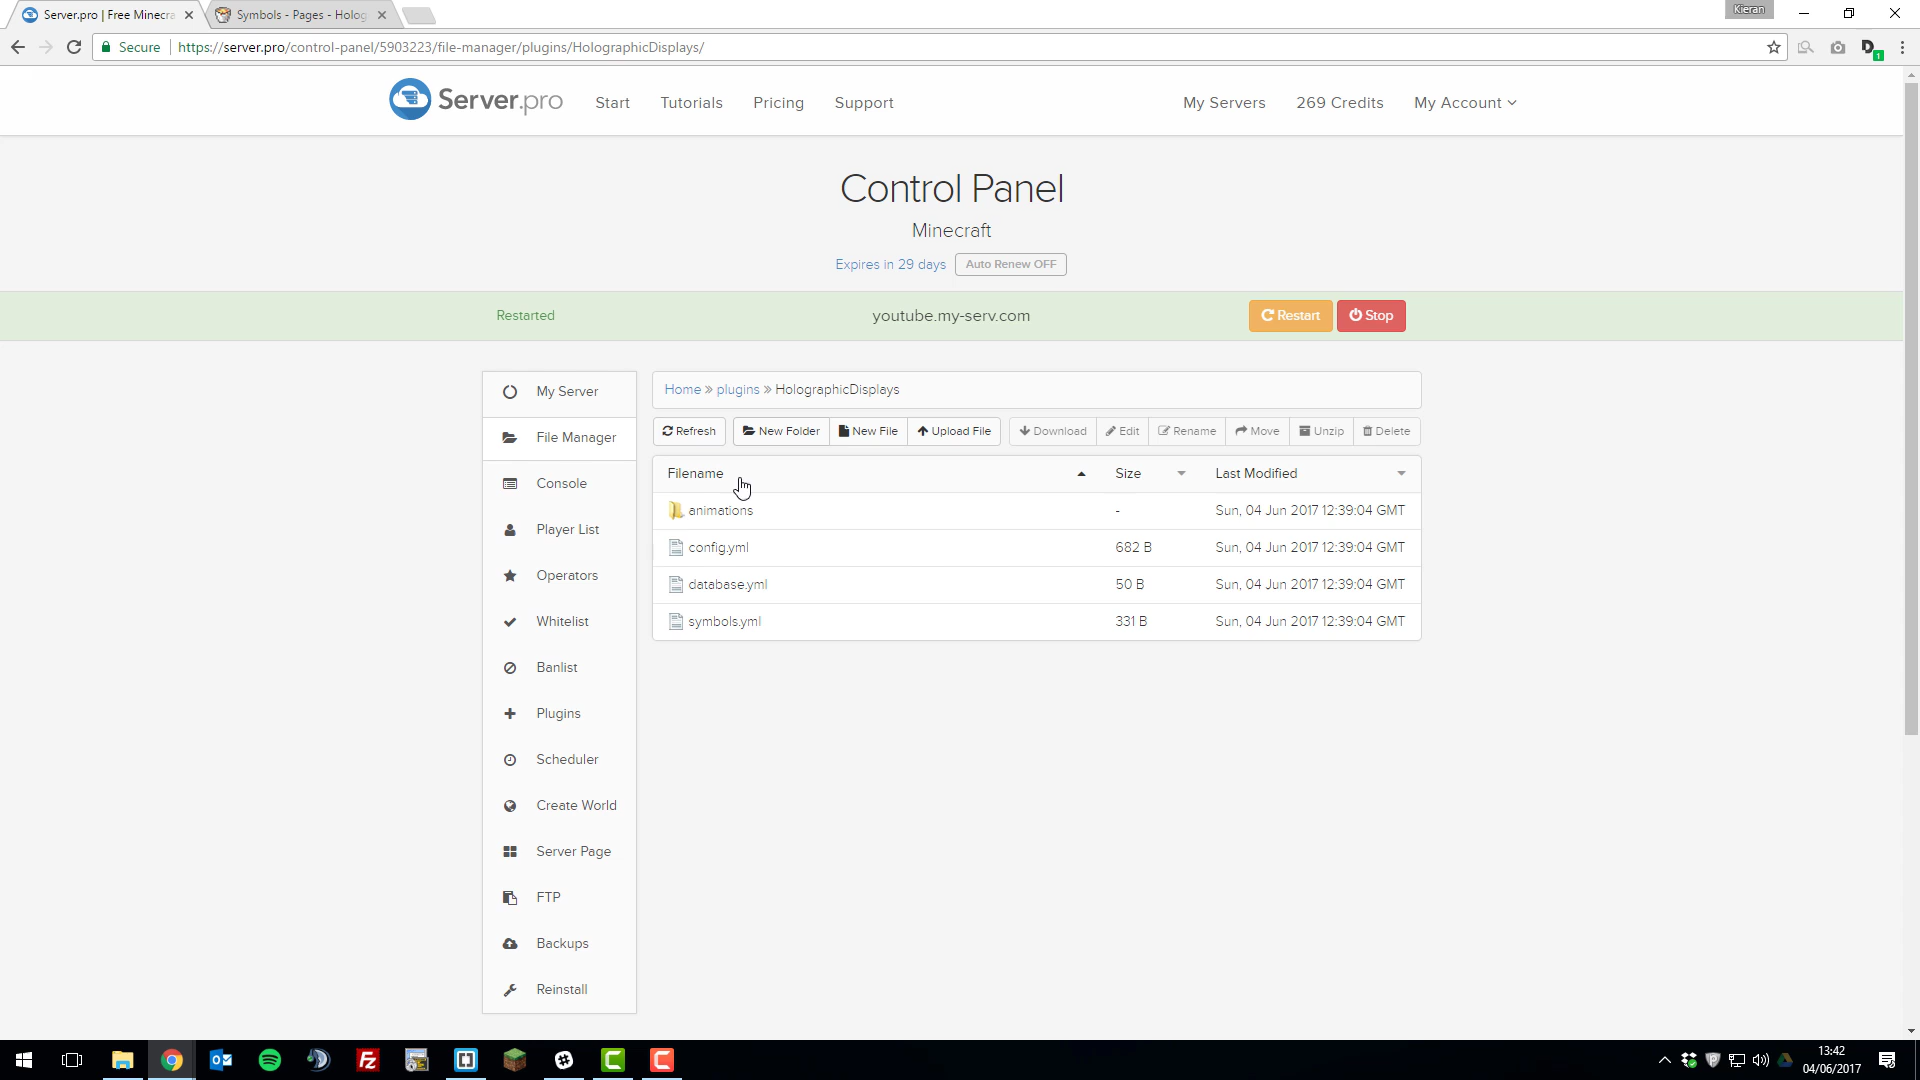 Server.pro | Free Minecra
Symbols - Pages - Holog
Kieran
Secure
https://server.pro/control-panel/5903223/file-manager/plugins/HolographicDisplays/
D
1
Server.pro
Start
Tutorials
Pricing
Support
My Servers
269 Credits
My Account
Control Panel
Minecraft
Expires in 29 days
Auto Renew OFF
Restarted
youtube.my-serv.com
Restart
Stop
My Server
File Manager
Console
Player List
Operators
Whitelist
Banlist
Plugins
Scheduler
Create World
Server Page
FTP
Backups
Reinstall
Home » plugins » HolographicDisplays
Refresh
New Folder
New File
Upload File
Download
Edit
Rename
Move
Unzip
Delete
Filename
Size
Last Modified
animations - Sun, 04 Jun 2017 12:39:04 GMT
config.yml 682 B Sun, 04 Jun 2017 12:39:04 GMT
database.yml 50 B Sun, 04 Jun 2017 12:39:04 GMT
symbols.yml 331 B Sun, 04 Jun 2017 12:39:04 GMT
13:42
04/06/2017